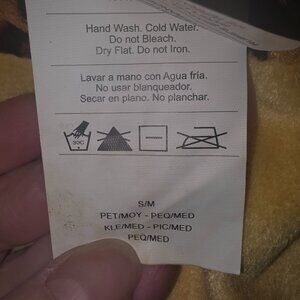 Hand Wash. Cold Water.
Do not Bleach.
Dry Flat. Do not Iron.
Lavar a mano con Agua fría.
No usar blanqueador.
Secar en plano. No planchar.
30C
S/M
PET/MOY - PEQ/MED
KLE/MED - PIC/MED
PEQ/MED